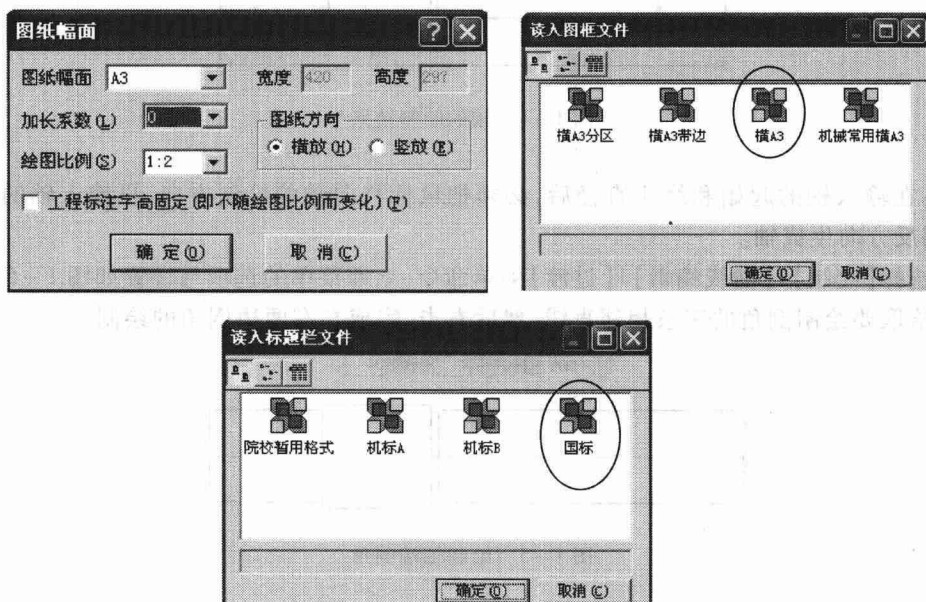 图纸幅面
图纸幅面 A3 宽度 420 高度 297
加长系数(L) 0 图纸方向
横放(H) 竖放(E)
绘图比例(S) 1:2
工程标注字高固定(即不随绘图比例而变化)(F)
确 定(O) 取 消(C)
读入图框文件
横A3分区 横A3带边 横A3 机械常用横A3
确定(O) 取消(C)
读入标题栏文件
院校暂用格式 机标A 机标B 国标
确定(O) 取消(C)